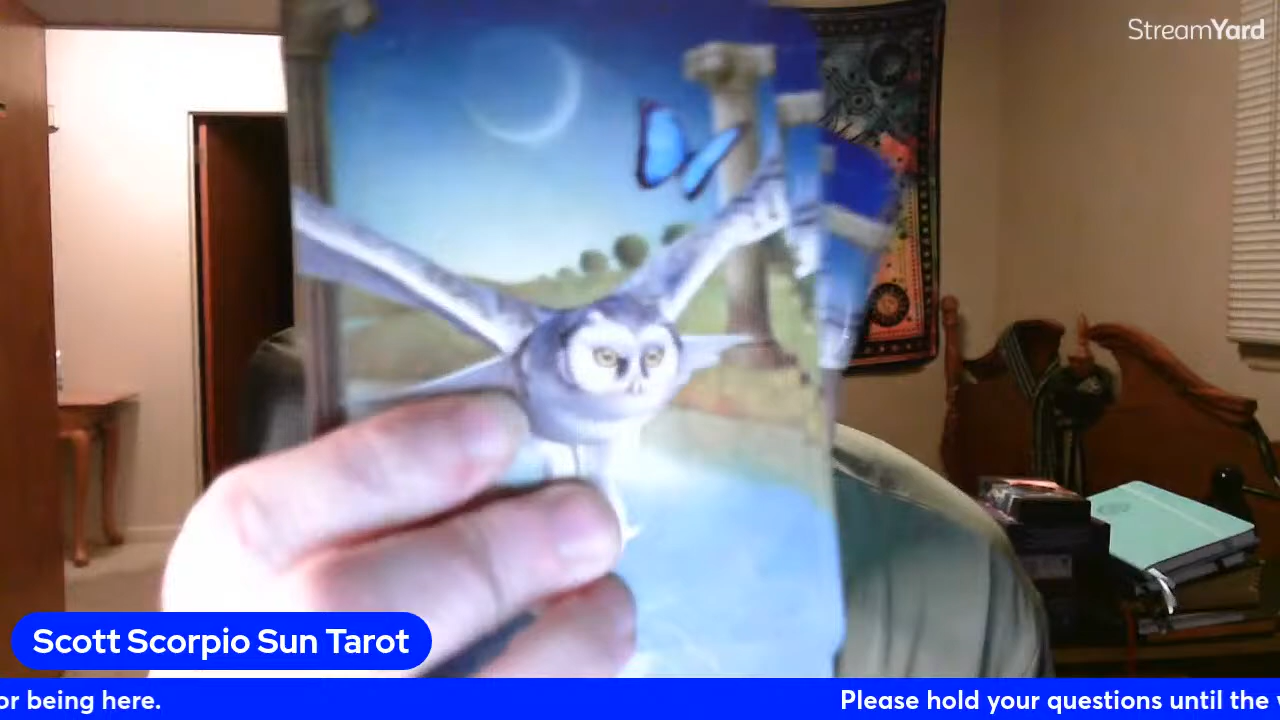 StreamYard
Scott Scorpio Sun Tarot
or being here.
Please hold your questions until the